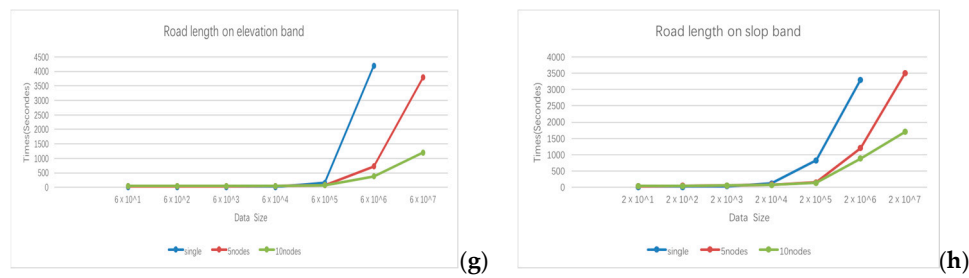 Road length on elevation band
Times(Secondes)
4500
4000
3500
3000
2500
2000
1500
1000
500
0
6 x 10^1 6 x 10^2 6 x 10^3 6 x 10^4 6 x 10^5 6 x 10^6 6 x 10^7
Data Size
single 5nodes 10nodes
(g)
Road length on slop band
Times(Secondes)
4000
3500
3000
2500
2000
1500
1000
500
0
2 x 10^1 2 x 10^2 2 x 10^3 2 x 10^4 2 x 10^5 2 x 10^6 2 x 10^7
Data Size
single 5nodes 10nodes
(h)